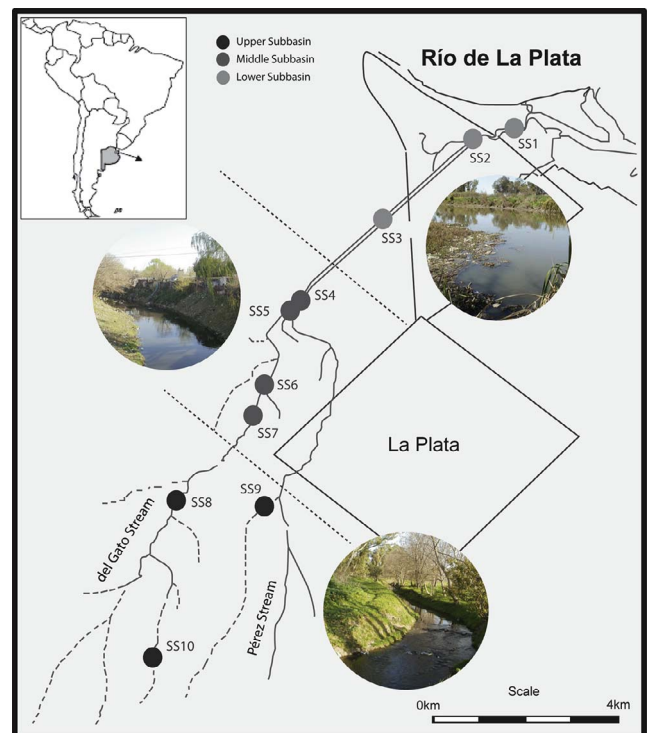 Upper Subbasin
Middle Subbasin
Lower Subbasin
Río de La Plata
SS1
SS2
SS3
SS4
SS5
SS6
SS7
La Plata
SS8
SS9
del Gato Stream
Pérez Stream
SS10
Scale
0km
4km